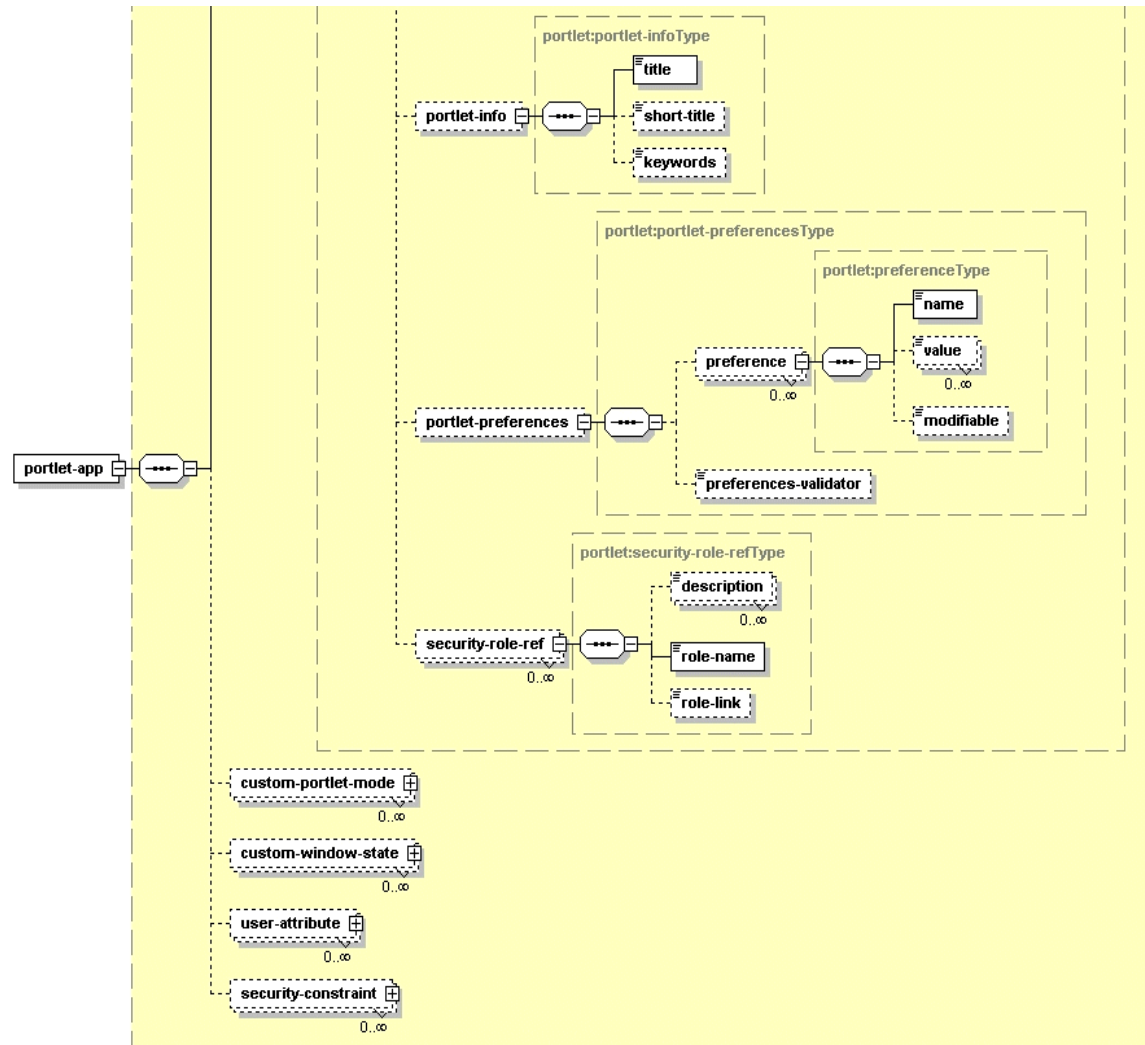 portlet:portlet-infoType
title
portlet-info
short-title
keywords
portlet:portlet-preferencesType
portlet:preferenceType
name
preference
value
0..∞
0..∞
portlet-preferences
modifiable
portlet-app
preferences-validator
portlet:security-role-refType
description
0..∞
security-role-ref
role-name
0..∞
role-link
custom-portlet-mode
0..∞
custom-window-state
0..∞
user-attribute
0..∞
security-constraint
0..∞